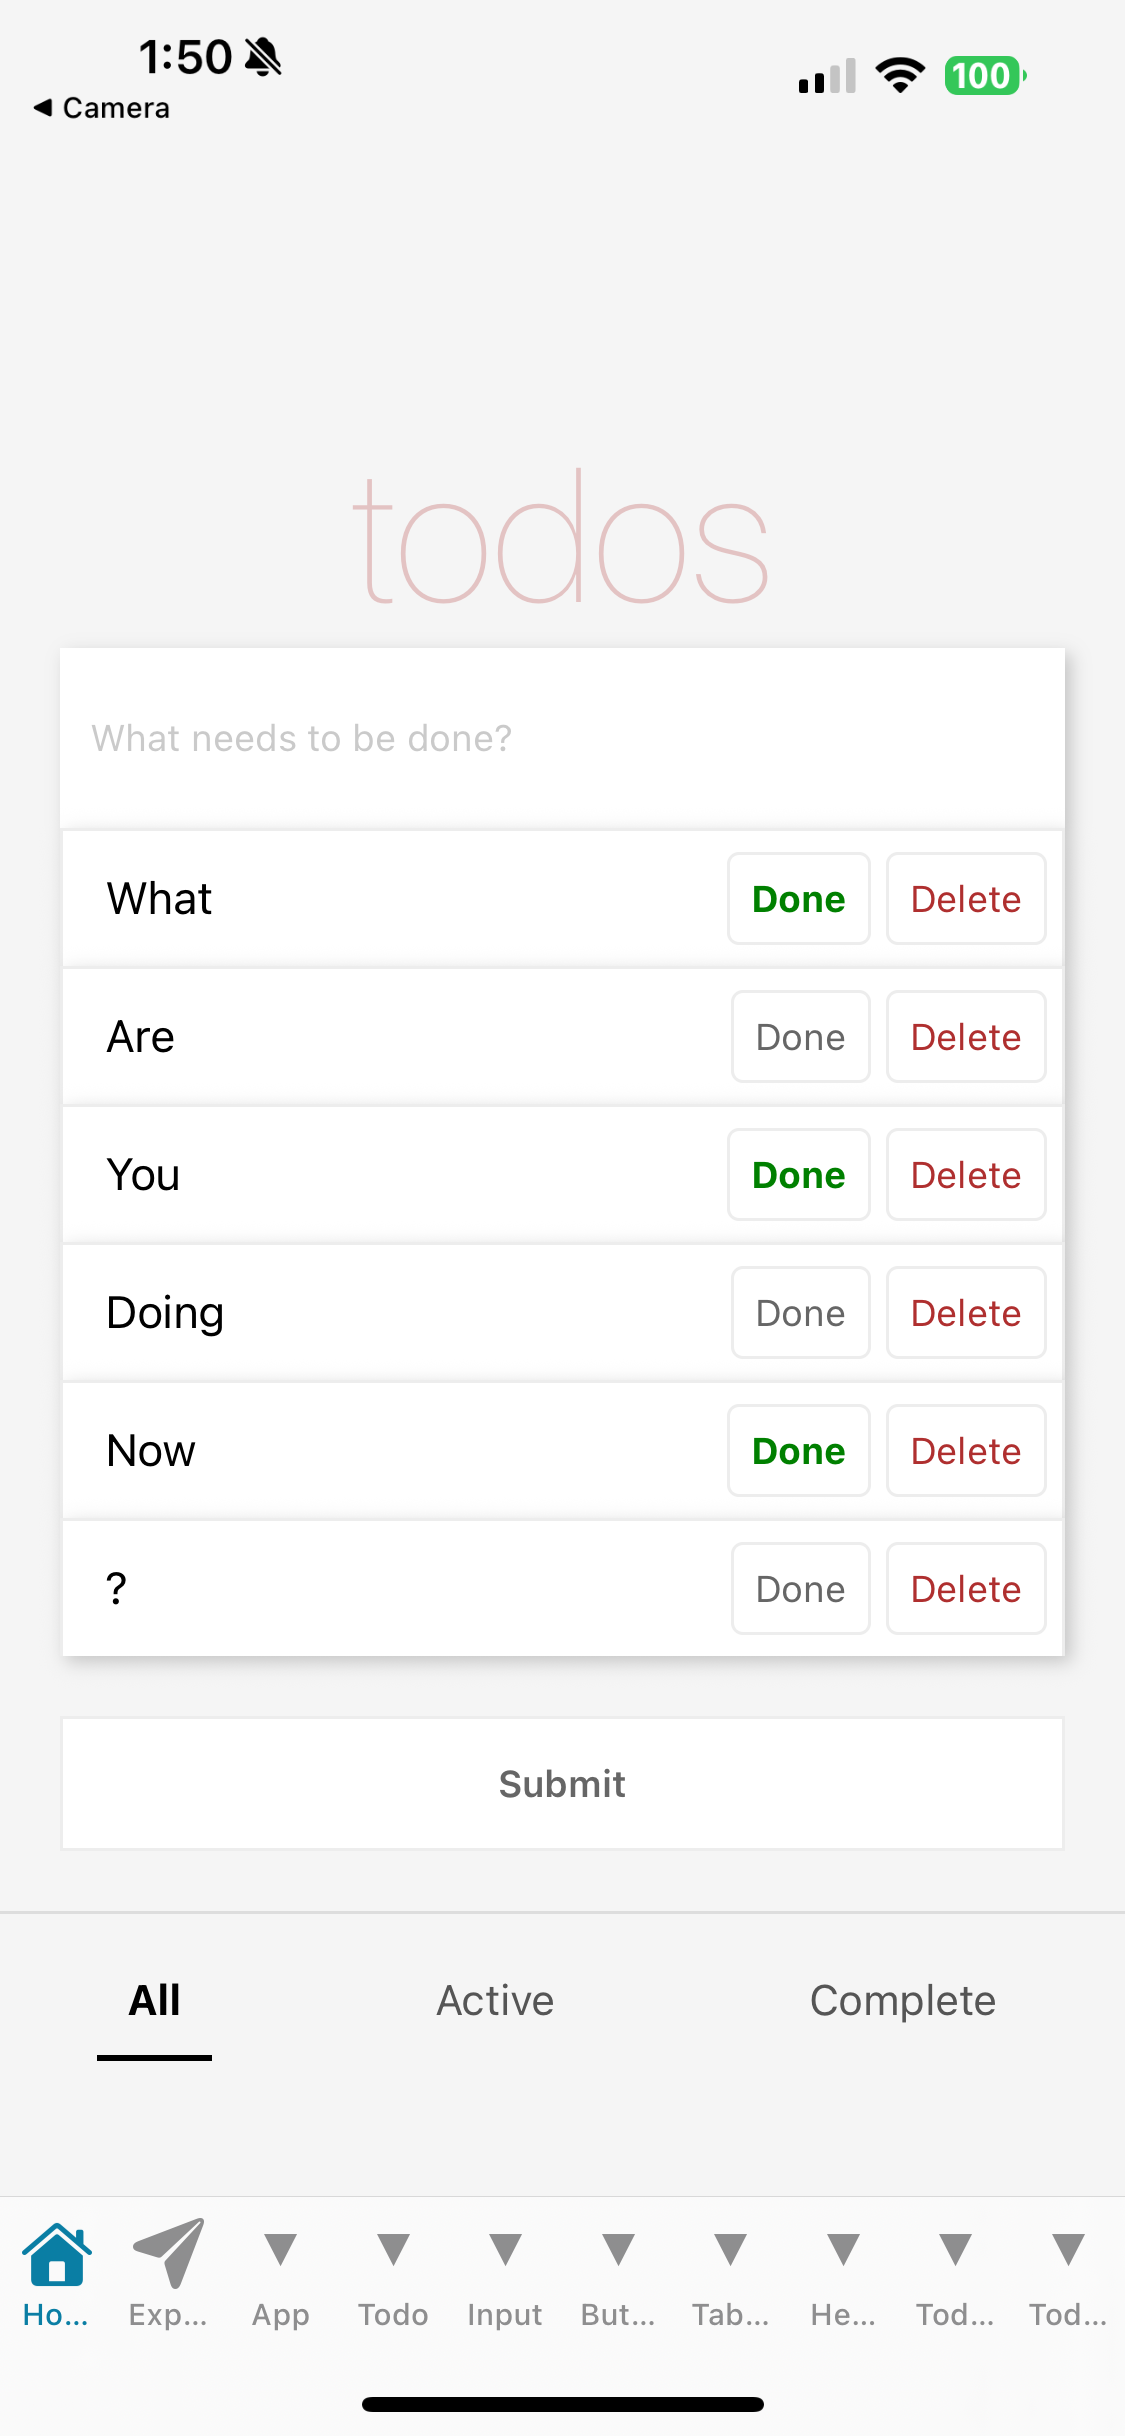 1:50
100
◀ Camera
todos
What needs to be done?
What Done Delete
Are Done Delete
You Done Delete
Doing Done Delete
Now Done Delete
? Done Delete
Submit
All Active Complete
Ho... Exp... App Todo Input But... Tab... He... Tod... Tod...